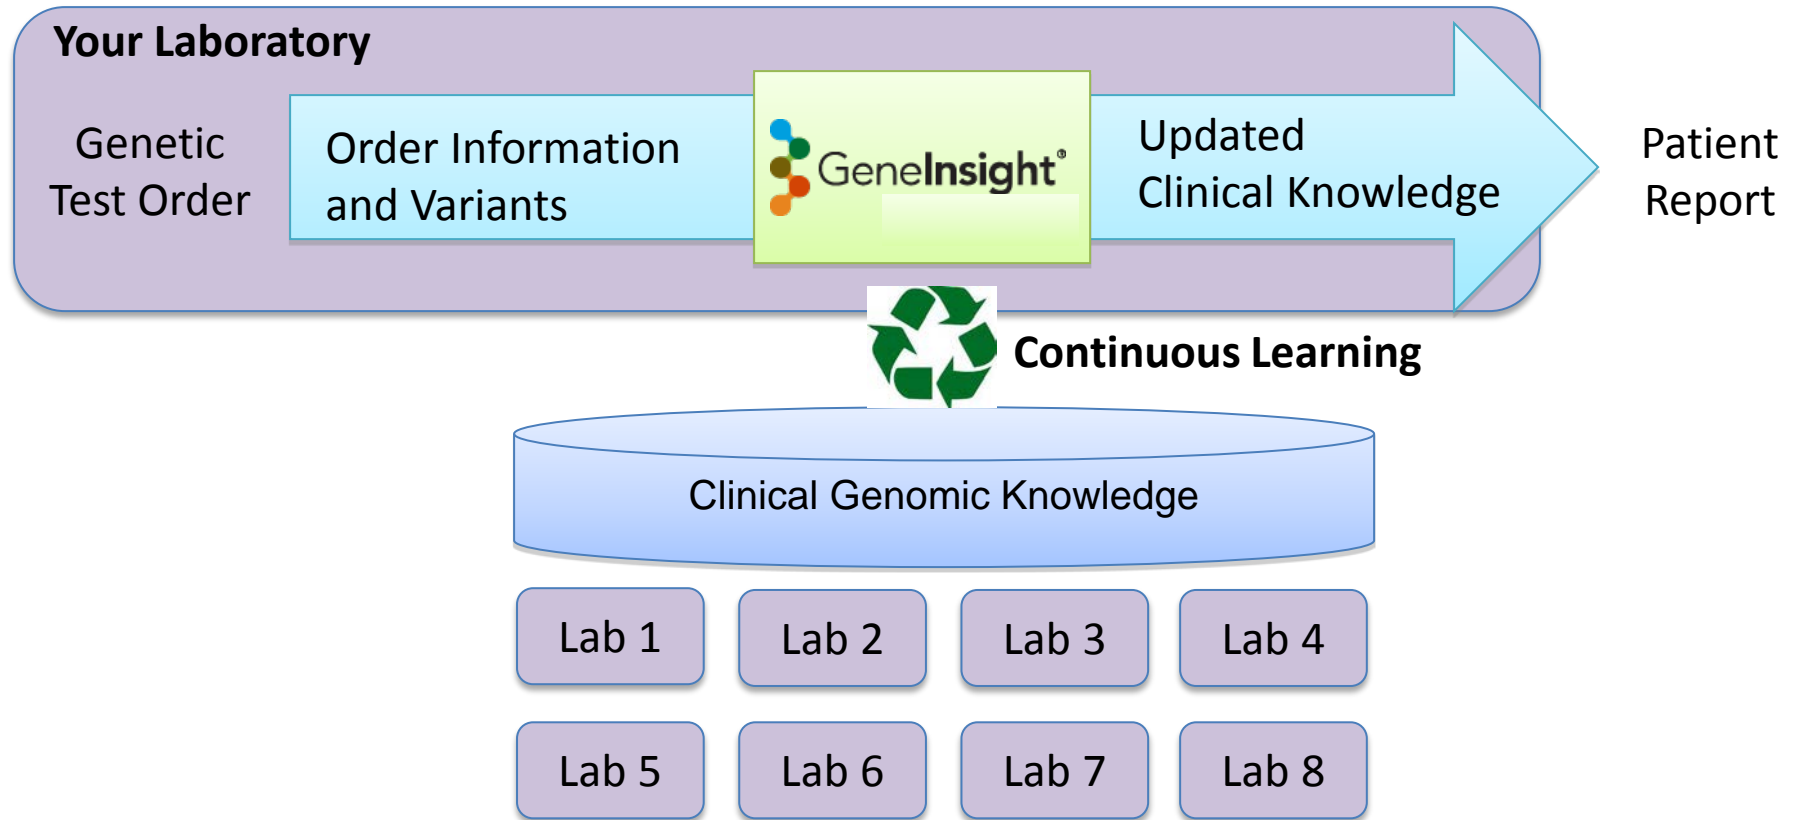 Your Laboratory
Genetic
Test Order
Order Information
and Variants
GeneInsight®
Updated
Clinical Knowledge
Patient
Report
Continuous Learning
Clinical Genomic Knowledge
Lab 1
Lab 2
Lab 3
Lab 4
Lab 5
Lab 6
Lab 7
Lab 8